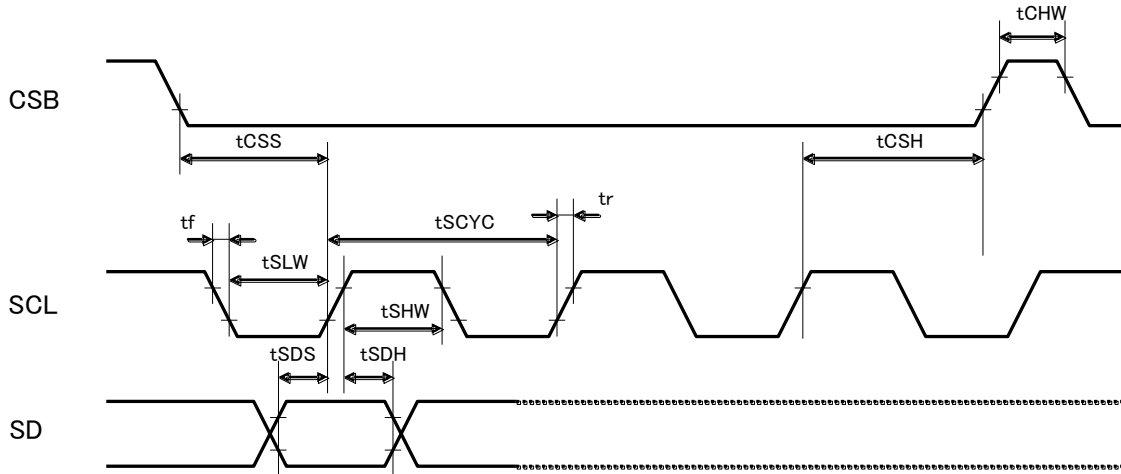 tCHW
CSB
tCSS
tCSH
tf
tSCYC
tr
tSLW
SCL
tSHW
tSDS
tSDH
SD